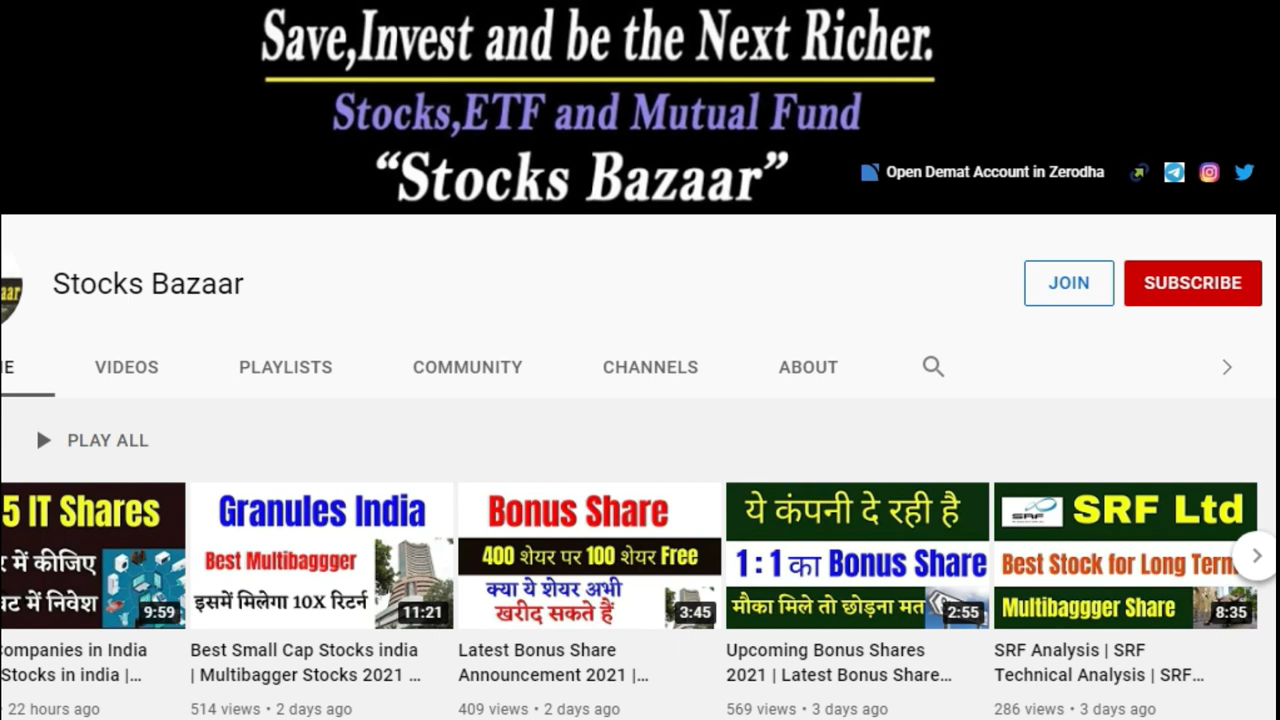 Save,Invest and be the Next Richer.
Stocks,ETF and Mutual Fund
“Stocks Bazaar”
Open Demat Account in Zerodha
aar
Stocks Bazaar
JOIN
SUBSCRIBE
E
VIDEOS
PLAYLISTS
COMMUNITY
CHANNELS
ABOUT
PLAY ALL
5 IT Shares
र में कीजिए
में निवेश
9:59
Granules India
Best Multibaggger
इसमें मिलेगा 10X रिटर्न
11:21
Bonus Share
400 शेयर पर 100 शेयर Free
क्या ये शेयर अभी
खरीद सकते हैं
3:45
ये कंपनी दे रही है
1:1 का Bonus Share
मौका मिले तो छोड़ना मत
2:55
SRF
SRF Ltd
Best Stock for Long Term
Multibaggger Share
8:35
ompanies in India
Stocks in india |...
22 hours ago
Best Small Cap Stocks india
| Multibagger Stocks 2021 ...
514 views • 2 days ago
Latest Bonus Share
Announcement 2021 |...
409 views • 2 days ago
Upcoming Bonus Shares
2021 | Latest Bonus Share...
569 views • 3 days ago
SRF Analysis | SRF
Technical Analysis | SRF...
286 views • 3 days ago